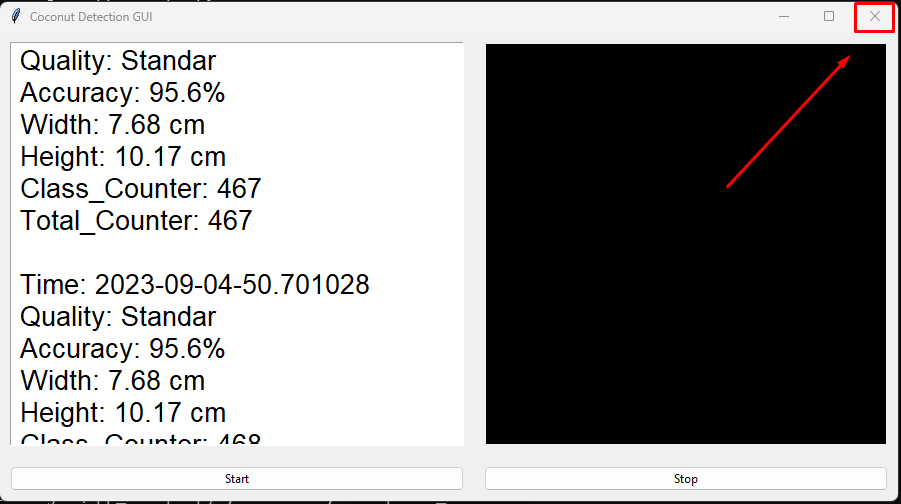 Coconut Detection GUI
Quality: Standar
Accuracy: 95.6%
Width: 7.68 cm
Height: 10.17 cm
Class_Counter: 467
Total_Counter: 467
Time: 2023-09-04-50.701028
Quality: Standar
Accuracy: 95.6%
Width: 7.68 cm
Height: 10.17 cm
Class_Counter: 468
Start
Stop